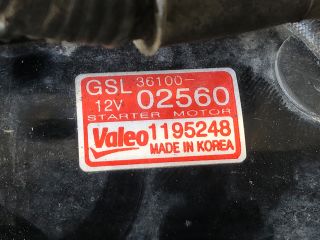 GSL 36100-
12V 02560
STARTER MOTOR
Valeo 1195248
MADE IN KOREA